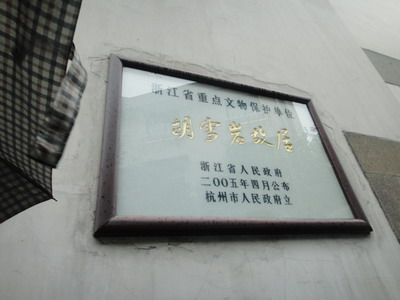 浙江省重点文物保护单位
胡雪岩故居
浙江省人民政府
二00五年四月公布
杭州市人民政府立